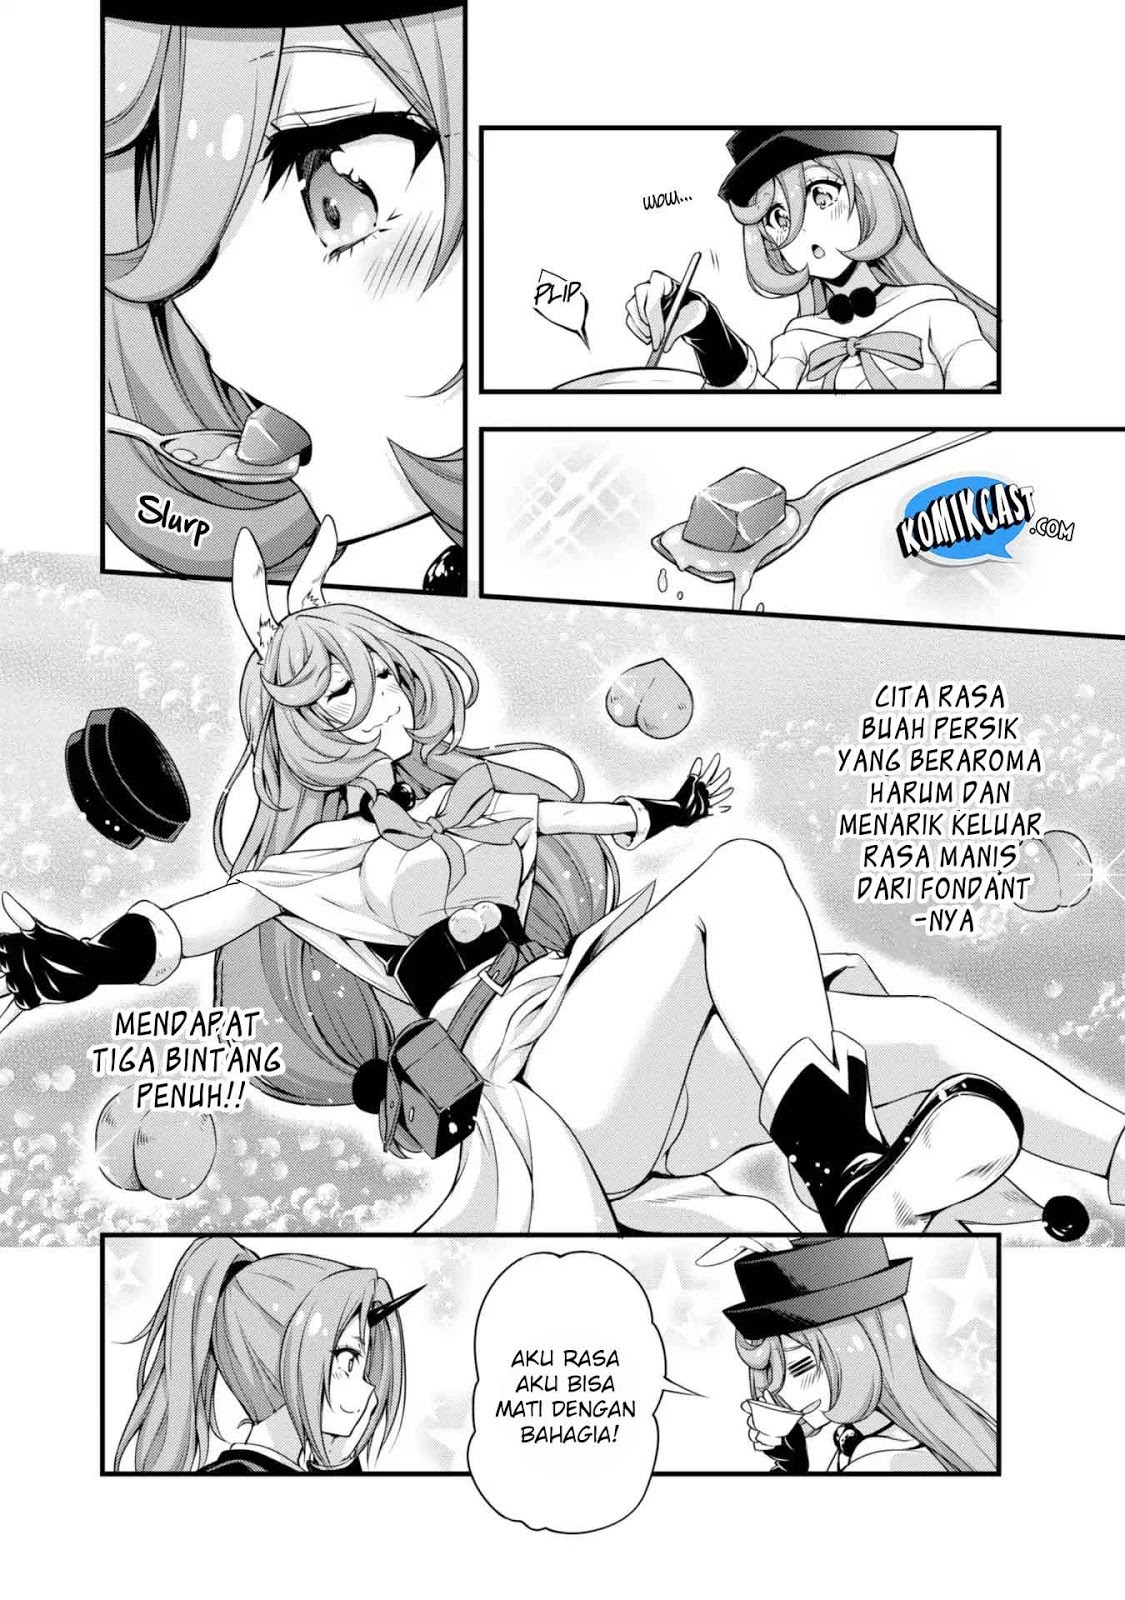 wow...
PLIP
Slurp
KOMIKCAST
.COM
CITA RASA
BUAH PERSIK
YANG BERAROMA
HARUM DAN
MENARIK KELUAR
RASA MANIS
DARI FONDANT
-NYA
MENDAPAT
TIGA BINTANG
PENUH!!
AKU RASA
AKU BISA
MATI DENGAN
BAHAGIA!